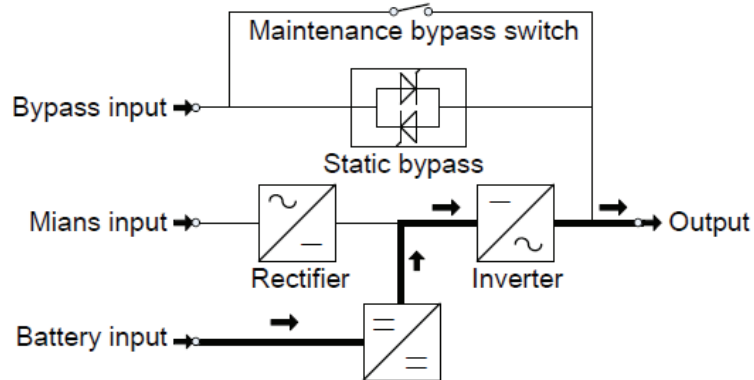 Maintenance bypass switch
Bypass input
Static bypass
Mians input
Output
Rectifier
Inverter
Battery input